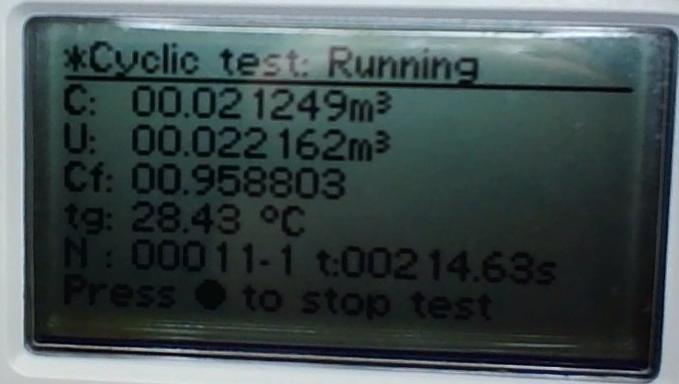 *Cyclic test: Running
C: 00.021249m³
U: 00.022162m³
Cf: 00.958803
tg: 28.43 °C
N : 00011-1 t:00214.63s
Press ● to stop test